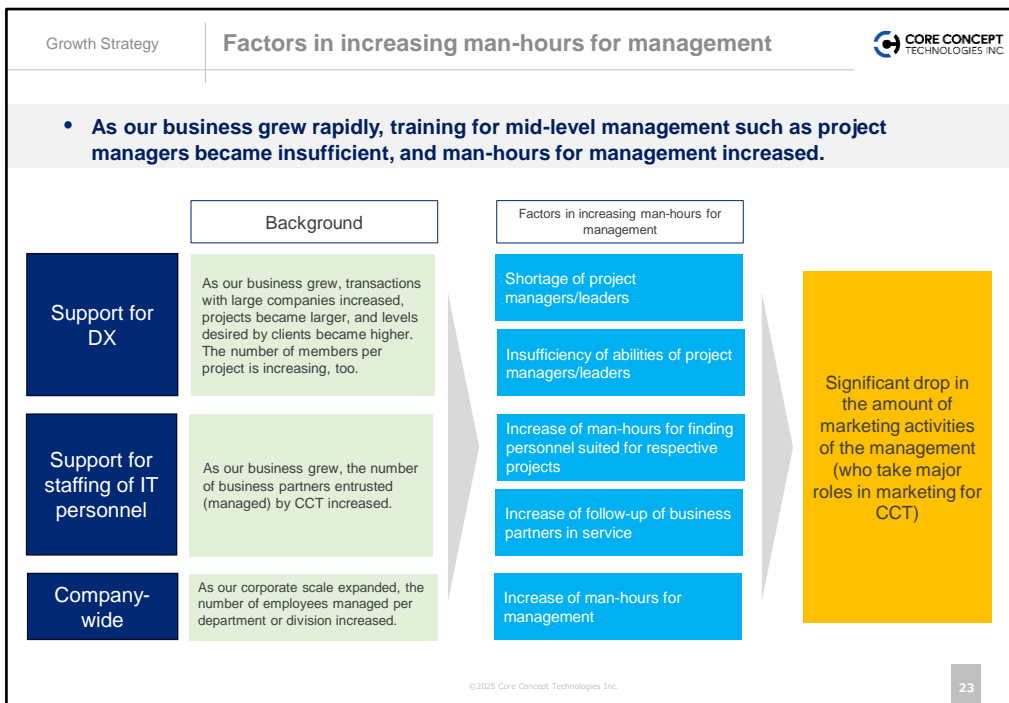 Growth Strategy
Factors in increasing man-hours for management
CORE CONCEPT
TECHNOLOGIES INC.
• As our business grew rapidly, training for mid-level management such as project
managers became insufficient, and man-hours for management increased.
Background
Factors in increasing man-hours for
management
Support for
DX
As our business grew, transactions
with large companies increased,
projects became larger, and levels
desired by clients became higher.
The number of members per
project is increasing, too.
Shortage of project
managers/leaders
Insufficiency of abilities of project
managers/leaders
Support for
staffing of IT
personnel
As our business grew, the number
of business partners entrusted
(managed) by CCT increased.
Increase of man-hours for finding
personnel suited for respective
projects
Increase of follow-up of business
partners in service
Company-
wide
As our corporate scale expanded, the
number of employees managed per
department or division increased.
Increase of man-hours for
management
Significant drop in
the amount of
marketing activities
of the management
(who take major
roles in marketing for
CCT)
©2025 Core Concept Technologies Inc.
23